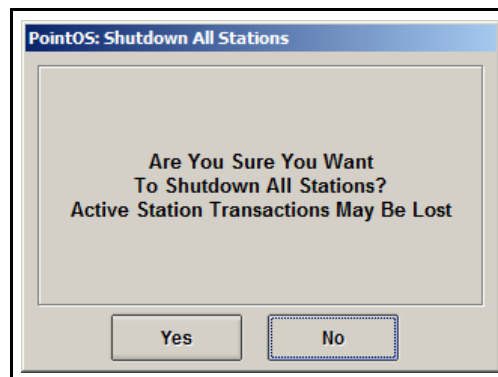 PointOS: Shutdown All Stations
Are You Sure You Want
To Shutdown All Stations?
Active Station Transactions May Be Lost
Yes No